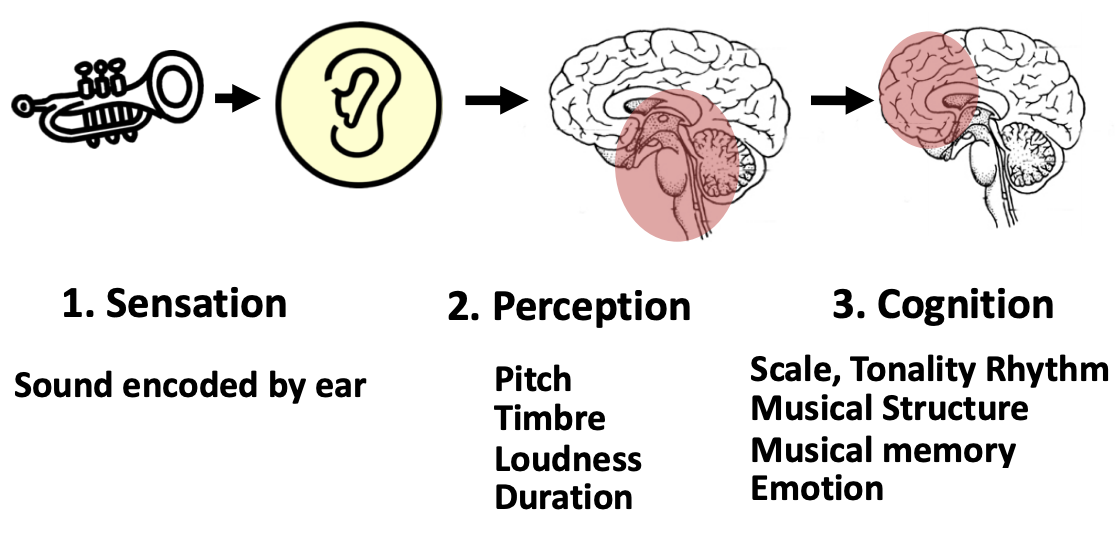 1. Sensation
2. Perception
3. Cognition
Sound encoded by ear
Pitch
Timbre
Loudness
Duration
Scale, Tonality Rhythm
Musical Structure
Musical memory
Emotion